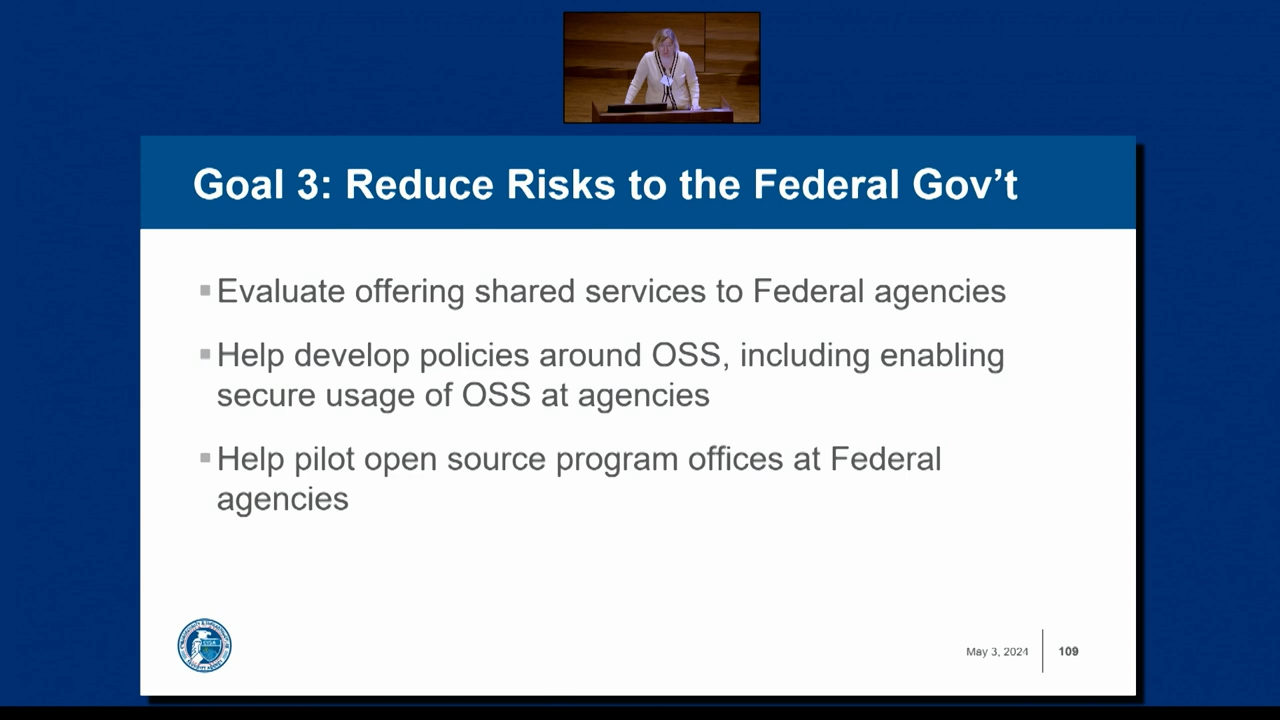 Goal 3: Reduce Risks to the Federal Gov’t
Evaluate offering shared services to Federal agencies
Help develop policies around OSS, including enabling
secure usage of OSS at agencies
Help pilot open source program offices at Federal
agencies
May 3, 2024
109